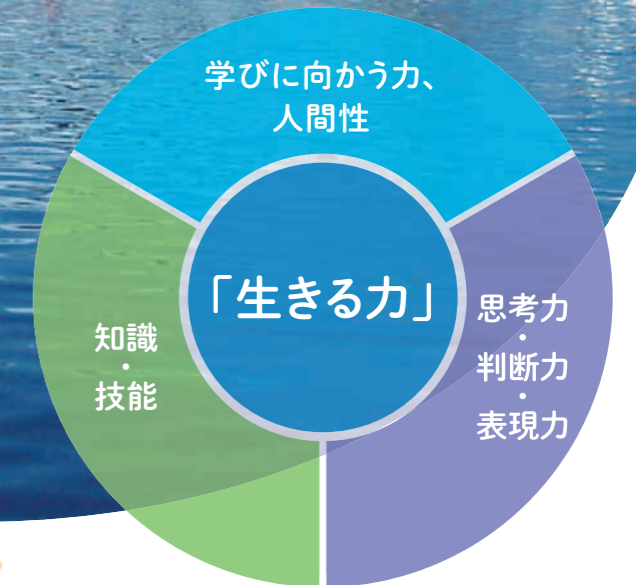 学びに向かう力、
人間性
「生きる力」
知識
・
技能
思考力
・
判断力
・
表現力